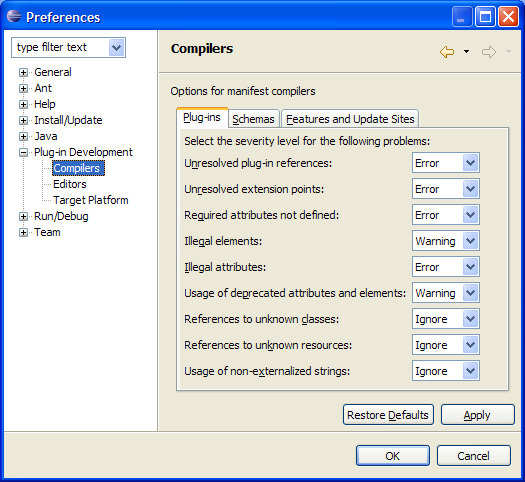 Preferences
type filter text
General
Ant
Help
Install/Update
Java
Plug-in Development
Compilers
Editors
Target Platform
Run/Debug
Team
Compilers
Options for manifest compilers
Plug-ins Schemas Features and Update Sites
Select the severity level for the following problems:
Unresolved plug-in references: Error
Unresolved extension points: Error
Required attributes not defined: Error
Illegal elements: Warning
Illegal attributes: Error
Usage of deprecated attributes and elements: Warning
References to unknown classes: Ignore
References to unknown resources: Ignore
Usage of non-externalized strings: Ignore
Restore Defaults Apply
OK Cancel